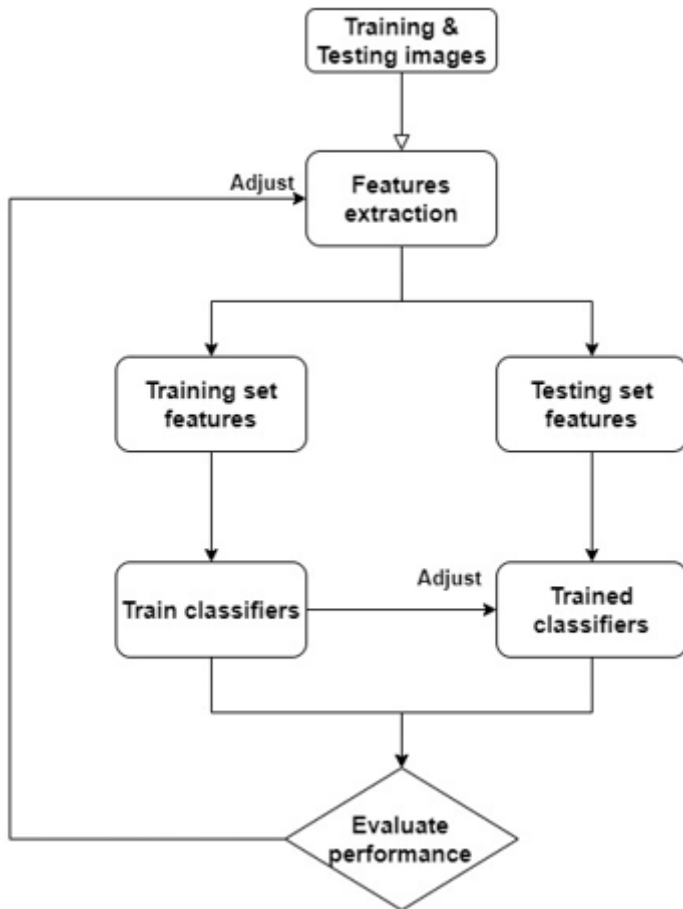 Training &
Testing images
Adjust
Features
extraction
Training set
features
Testing set
features
Train classifiers
Adjust
Trained
classifiers
Evaluate
performance